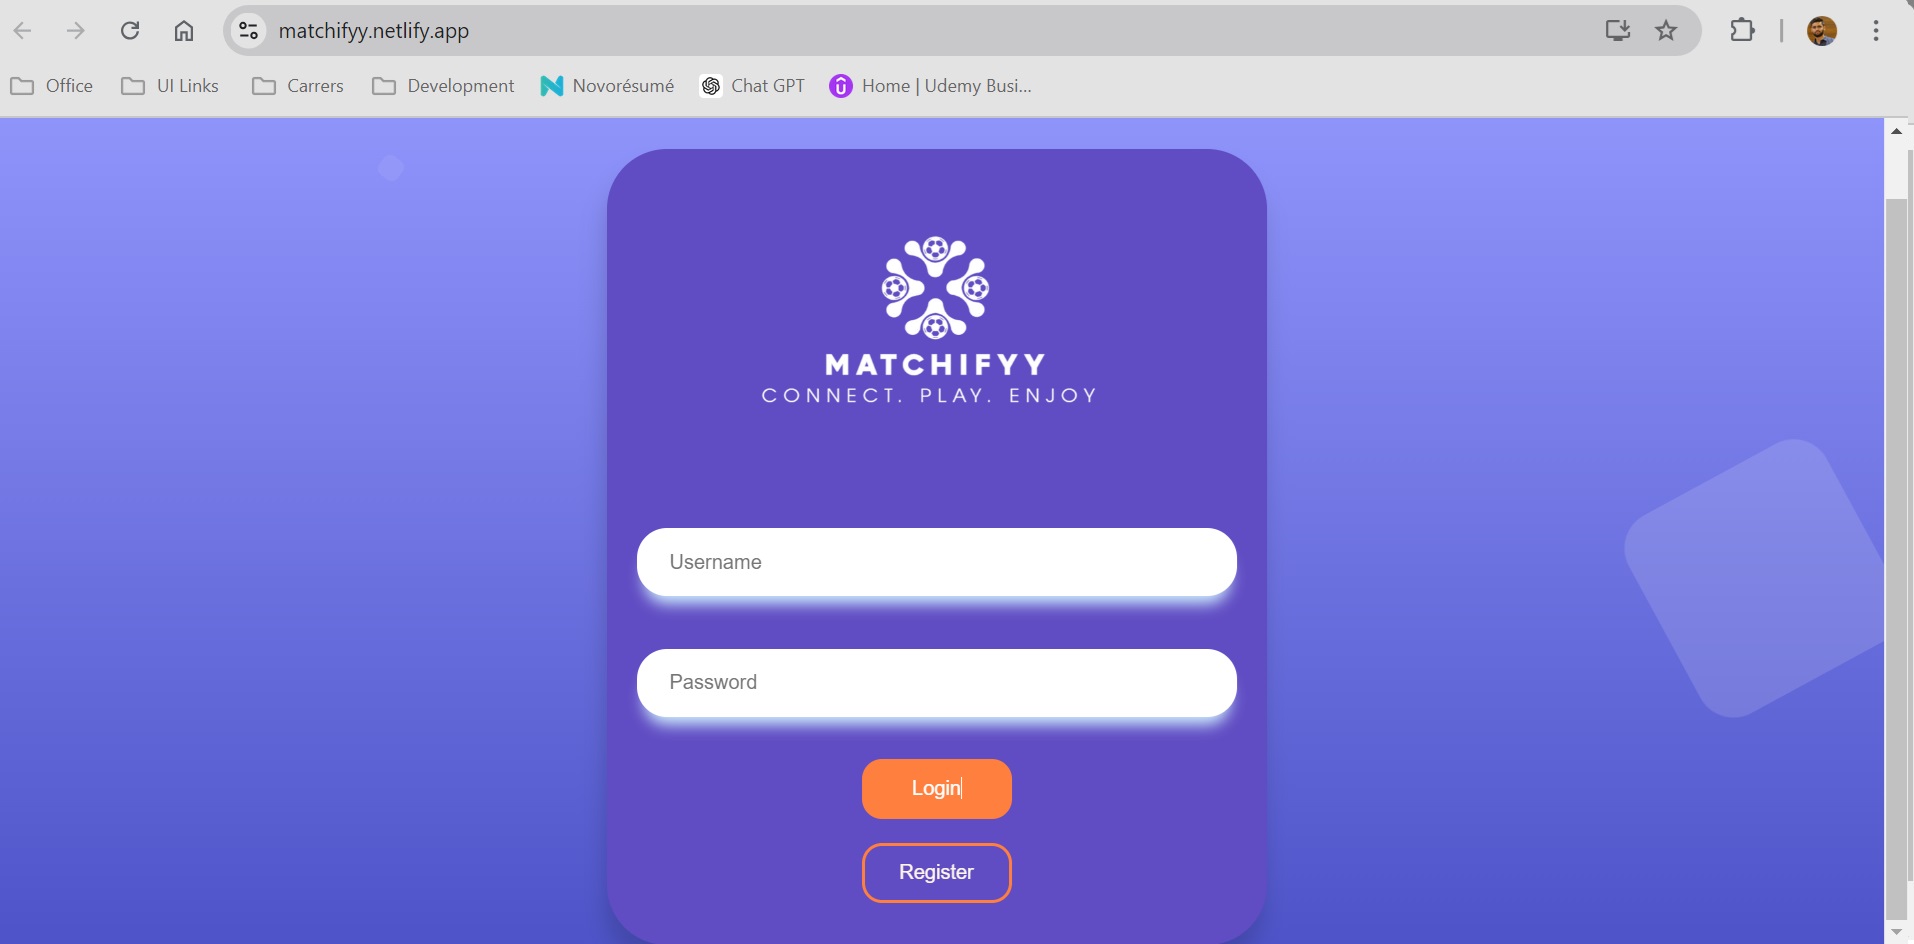 matchifyy.netlify.app
Office UI Links Carrers Development Novorésumé Chat GPT Home | Udemy Busi...
MATCHIFYY
CONNECT. PLAY. ENJOY
Username
Password
Login
Register